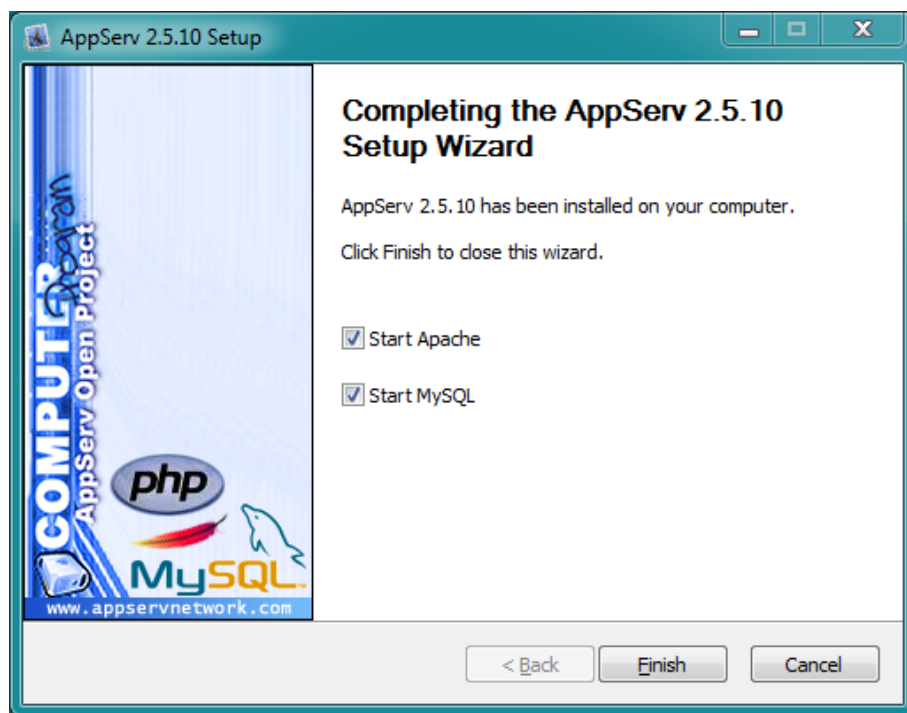 AppServ 2.5.10 Setup
Completing the AppServ 2.5.10
Setup Wizard
AppServ 2.5.10 has been installed on your computer.
Click Finish to close this wizard.
Start Apache
Start MySQL
COMPUTER
Program
AppServ Open Project
php
MySQL
www.appservnetwork.com
< Back
Finish
Cancel